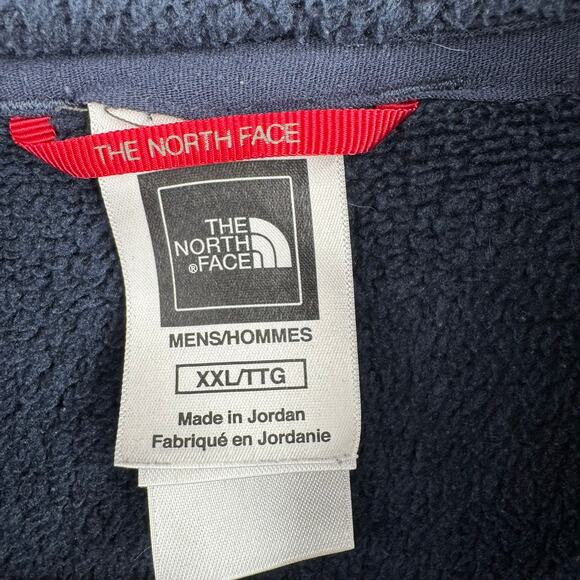 THE NORTH FACE
THE
NORTH
®FACE
MENS/HOMMES
XXL/TTG
Made in Jordan
Fabriqué en Jordanie